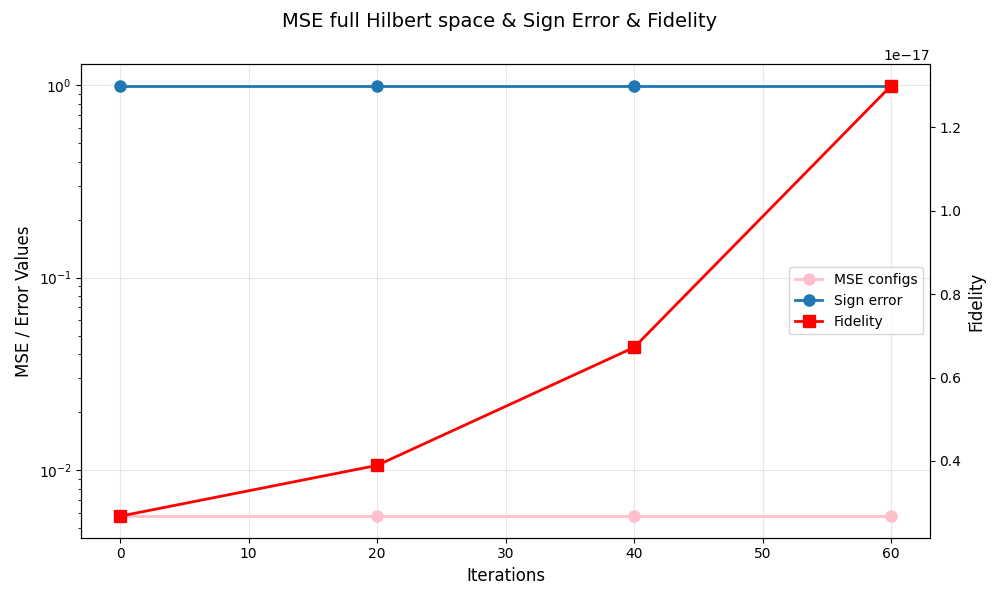 MSE full Hilbert space & Sign Error & Fidelity
1e−17
MSE / Error Values
10⁰
10⁻¹
10⁻²
1.2
1.0
0.8
0.6
0.4
Fidelity
MSE configs
Sign error
Fidelity
0 10 20 30 40 50 60
Iterations